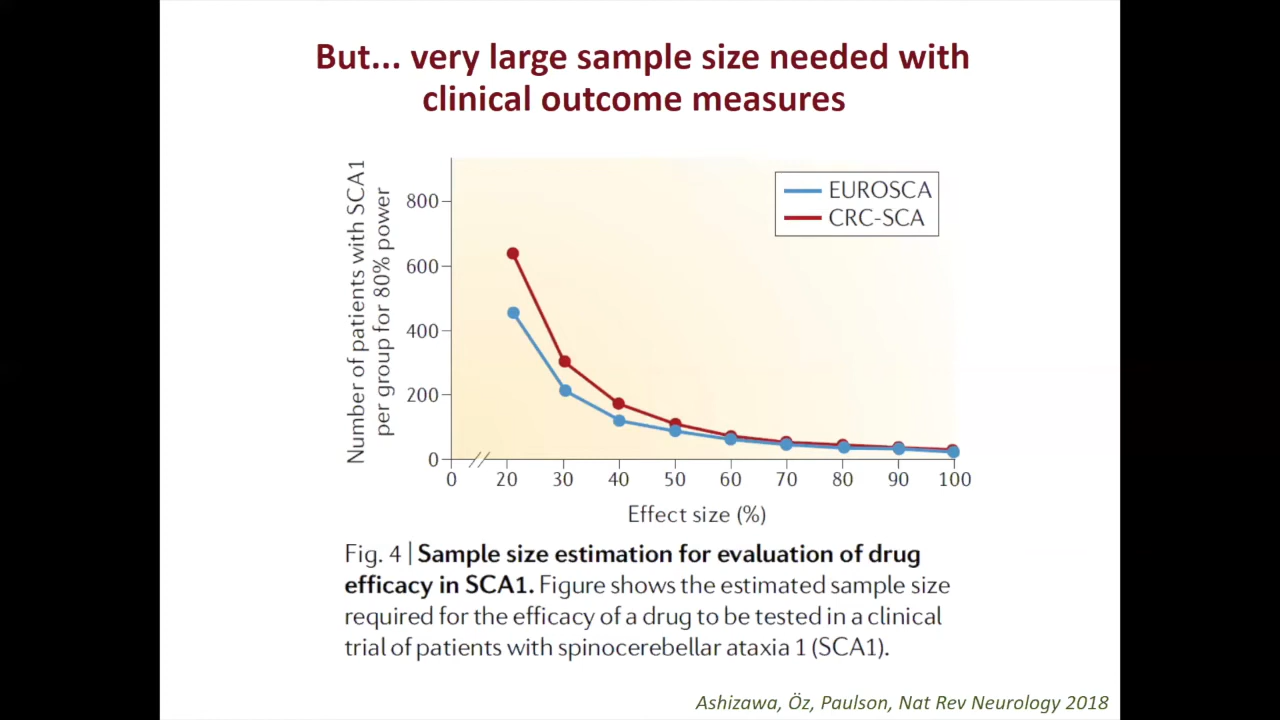 But... very large sample size needed with
clinical outcome measures
Number of patients with SCA1
per group for 80% power
800
600
400
200
0
0 20 30 40 50 60 70 80 90 100
Effect size (%)
EUROSCA
CRC-SCA
Fig. 4 | Sample size estimation for evaluation of drug
efficacy in SCA1. Figure shows the estimated sample size
required for the efficacy of a drug to be tested in a clinical
trial of patients with spinocerebellar ataxia 1 (SCA1).
Ashizawa, Öz, Paulson, Nat Rev Neurology 2018